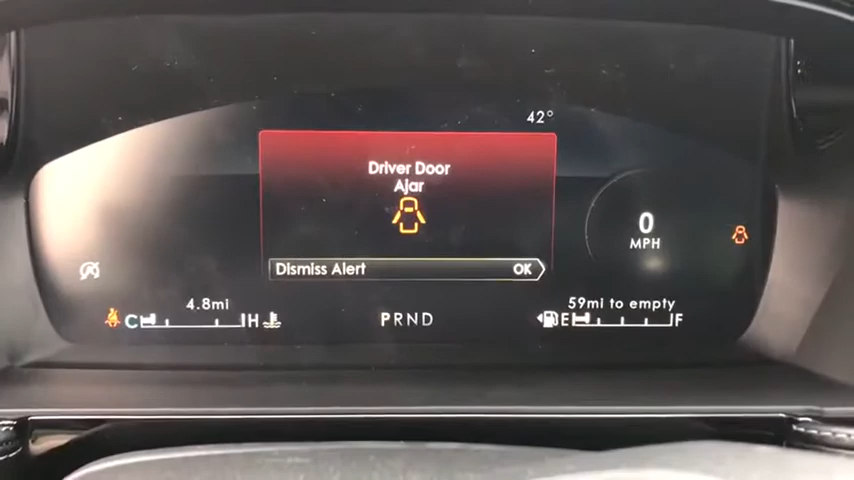 42°
Driver Door
Ajar
0
MPH
Dismiss Alert OK
4.8mi
59mi to empty
C H
PRND
E F